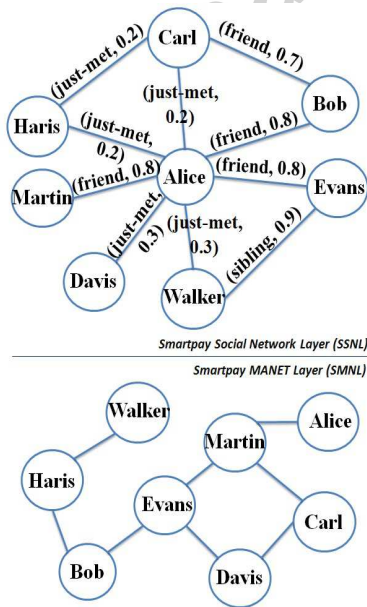 Carl
(just-met, 0.2)
(friend, 0.7)
Bob
Haris
(just-met,
0.2)
(just-met,
0.2)
(friend, 0.8)
Alice
(friend, 0.8)
Evans
Martin
(friend, 0.8)
(just-met,
0.3)
(just-met,
0.3)
(sibling, 0.9)
Davis
Walker
Smartpay Social Network Layer (SSNL)
Smartpay MANET Layer (SMNL)
Walker
Alice
Martin
Haris
Evans
Carl
Bob
Davis